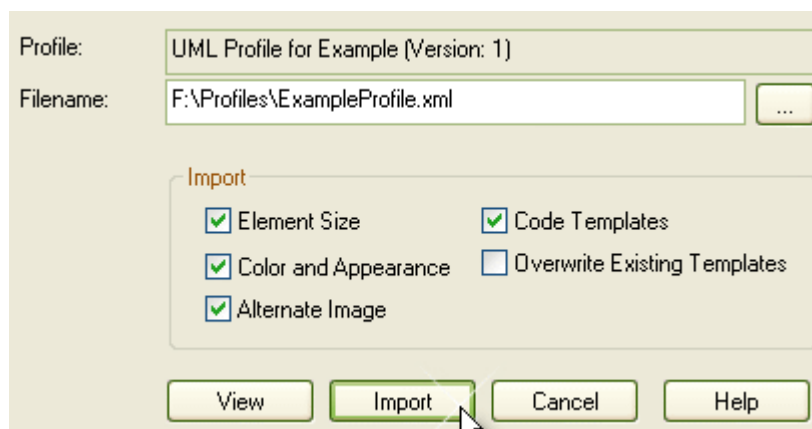 Profile: UML Profile for Example (Version: 1)
Filename: F:\Profiles\ExampleProfile.xml ...
Import
Element Size Code Templates
Color and Appearance Overwrite Existing Templates
Alternate Image
View Import Cancel Help